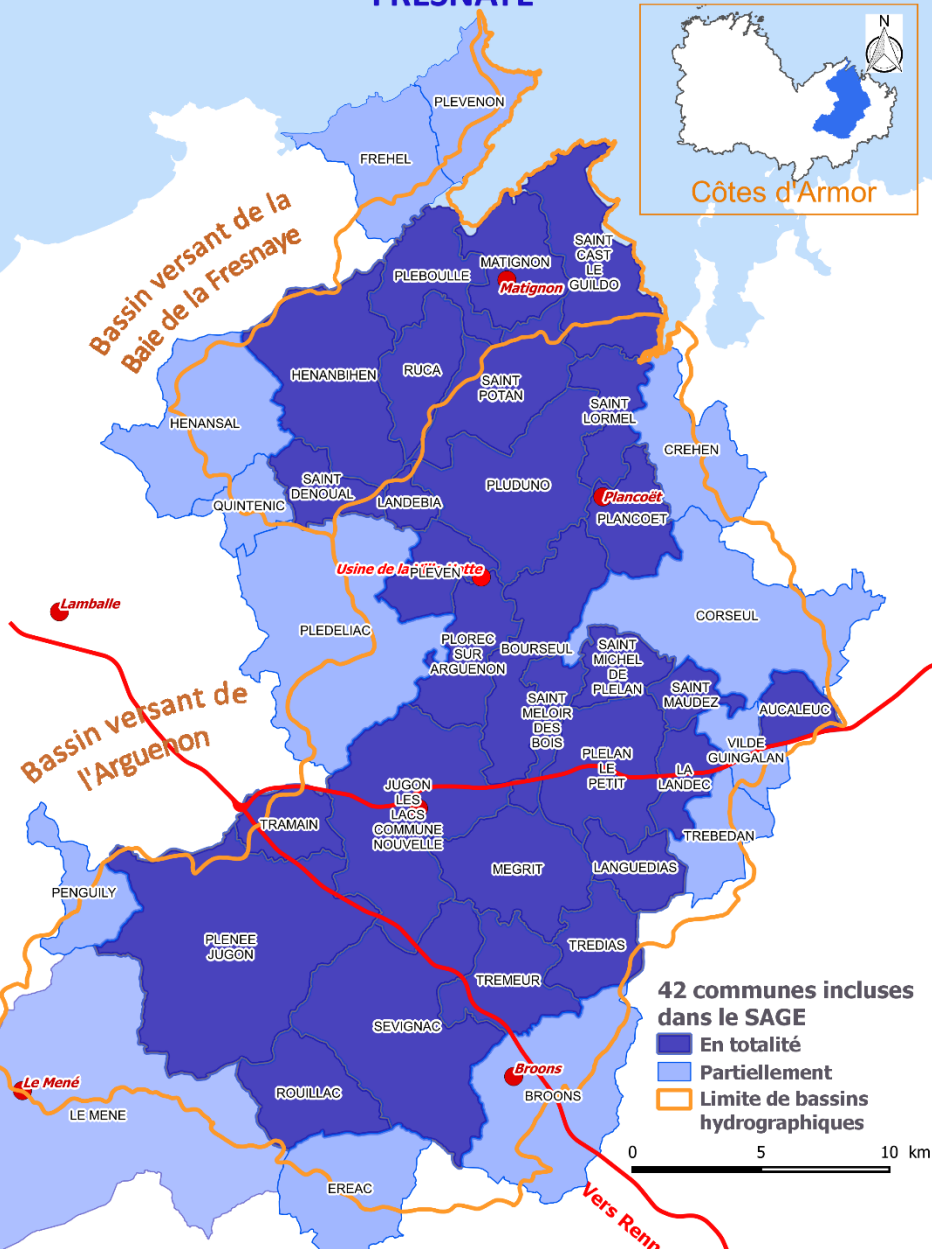 FRESNAYE
N
Côtes d'Armor
PLEVENON
FREHEL
Bassin versant de la
Baie de la Fresnaye
SAINT
CAST
LE
GUILDO
MATIGNON
Matignon
PLEBOULLE
HENANBIHEN
RUCA
SAINT
POTAN
SAINT
LORMEL
HENANSAL
CREHEN
SAINT
DENOUAL
QUINTENIC
LANDEBIA
PLUDUNO
Plancoët
PLANCOET
Usine de la
PLEVEN
Lamballe
PLEDELIAC
CORSEUL
PLOREC
SUR
ARGUENON
BOURSEUL
SAINT
MICHEL
DE
PLELAN
SAINT
MAUDEZ
AUCALEUC
SAINT
MELOIR
DES
BOIS
Bassin versant de
l'Arguenon
VILDE
GUINGALAN
PLELAN
LE
PETIT
LA
LANDEC
JUGON
LES
LACS
COMMUNE
NOUVELLE
TRAMAIN
TREBEDAN
MEGRIT
LANGUEDIAS
PENGUILY
PLENEE
JUGON
TREDIAS
TREMEUR
SEVIGNAC
42 communes incluses
dans le SAGE
En totalité
Partiellement
Limite de bassins
hydrographiques
0 5 10 km
Le Mené
LE MENE
ROUILLAC
Broons
BROONS
EREAC
Vers Renn